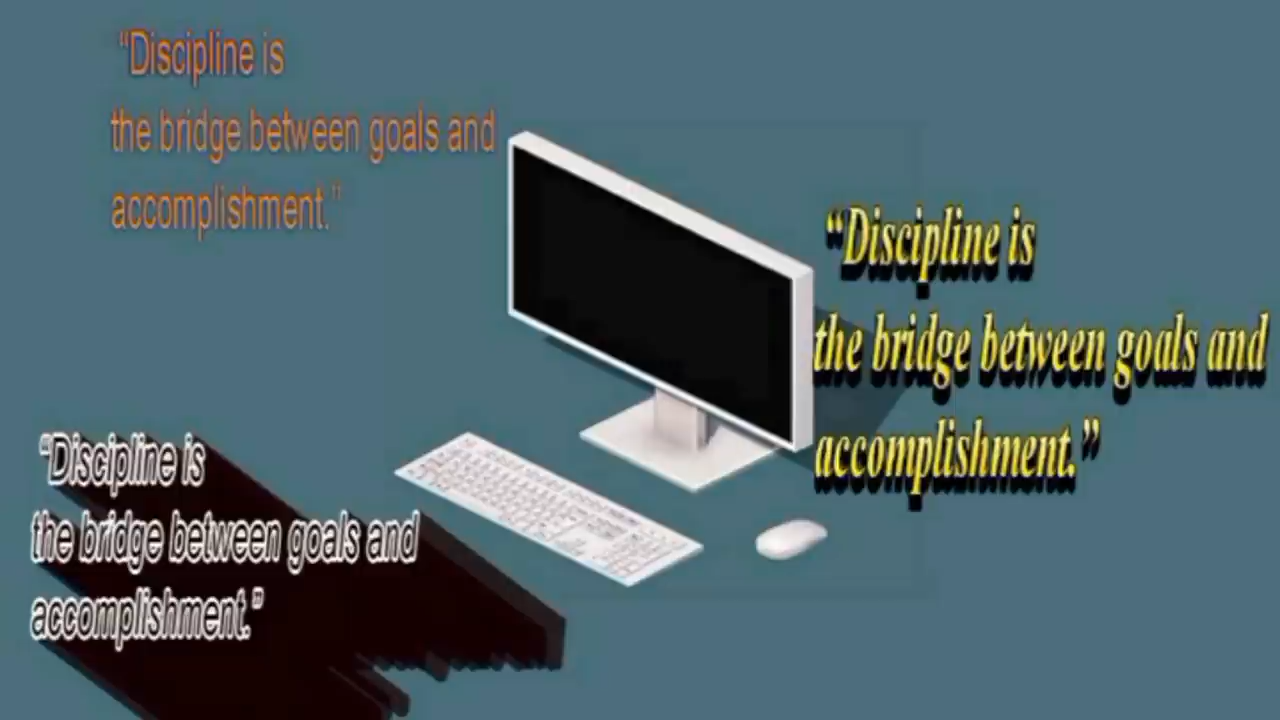 “Discipline is
the bridge between goals and
accomplishment.”
“Discipline is
the bridge between goals and
accomplishment.”
“Discipline is
the bridge between goals and
accomplishment.”